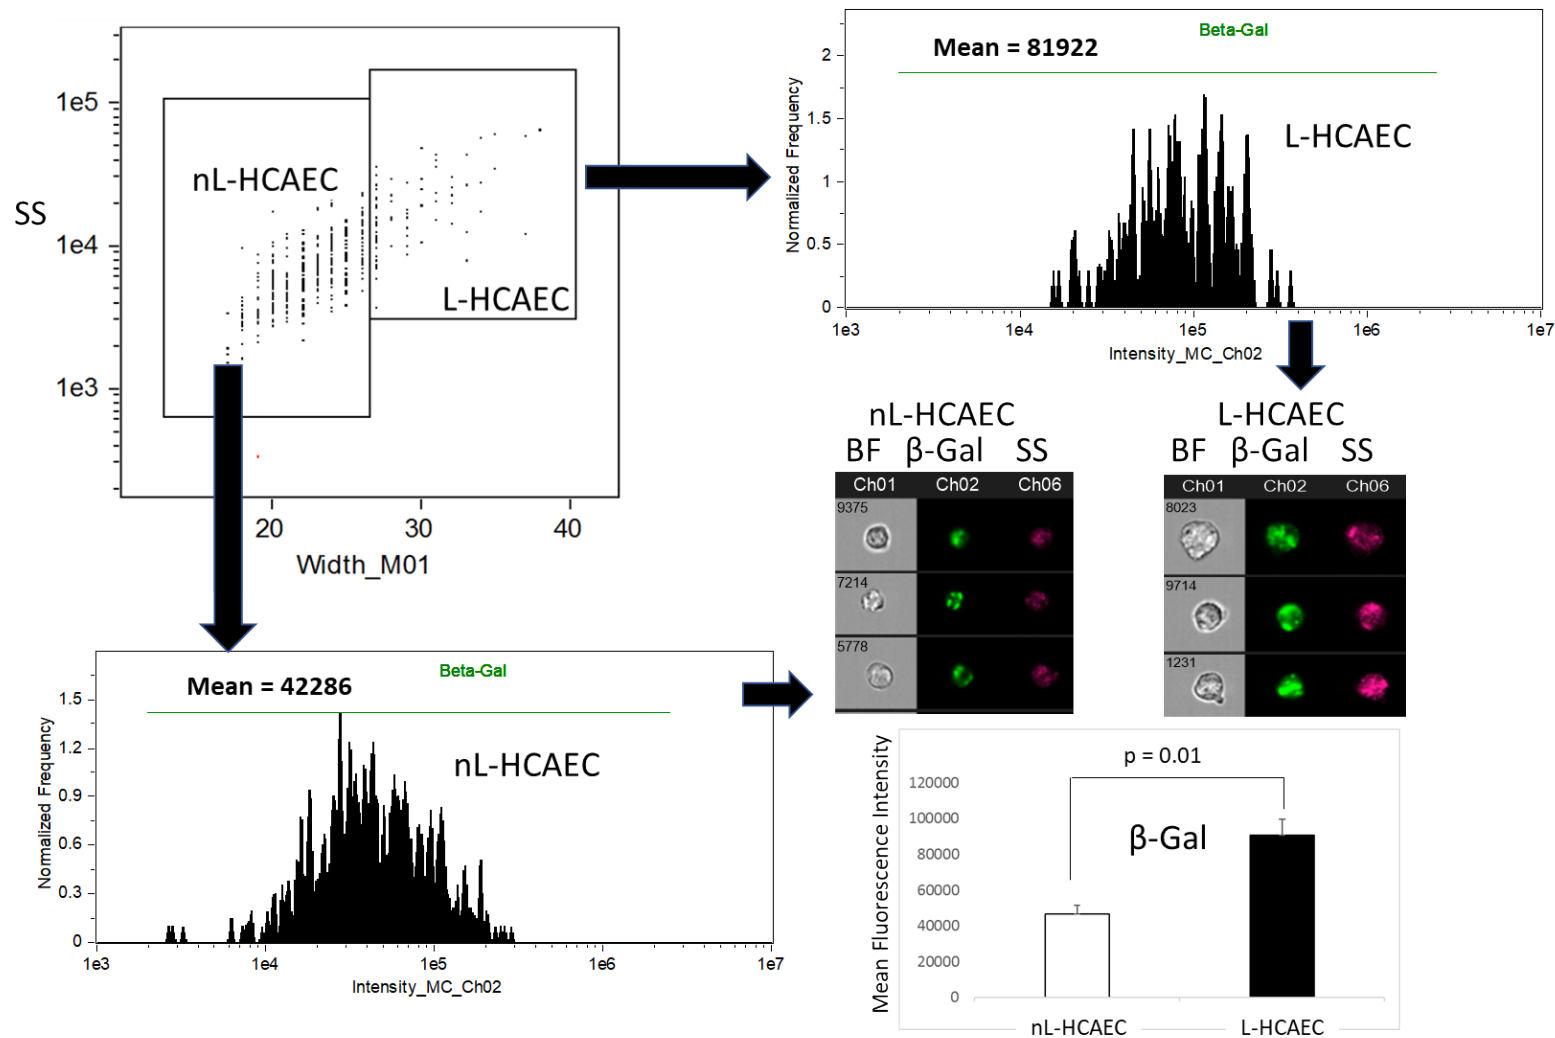 1e5
1e4
1e3
SS
nL-HCAEC
L-HCAEC
20
30
40
Width_M01
Beta-Gal
Mean = 81922
L-HCAEC
Normalized Frequency
2
1.5
1
0.5
0
1e3
1e4
1e5
1e6
1e7
Intensity_MC_Ch02
nL-HCAEC
BF β-Gal SS
Ch01 Ch02 Ch06
9375
7214
5778
L-HCAEC
BF β-Gal SS
Ch01 Ch02 Ch06
8023
9714
1231
Beta-Gal
Mean = 42286
nL-HCAEC
Normalized Frequency
1.5
1.2
0.9
0.6
0.3
0
1e3
1e4
1e5
1e6
1e7
Intensity_MC_Ch02
p = 0.01
β-Gal
Mean Fluorescence Intensity
120000
100000
80000
60000
40000
20000
0
nL-HCAEC
L-HCAEC